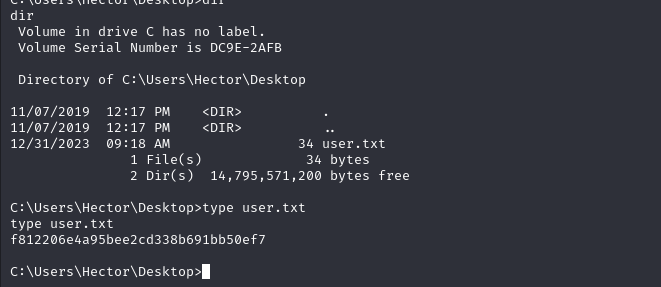 C:\Users\Hector\Desktop>dir
dir
 Volume in drive C has no label.
 Volume Serial Number is DC9E-2AFB
 Directory of C:\Users\Hector\Desktop
11/07/2019  12:17 PM    <DIR>          .
11/07/2019  12:17 PM    <DIR>          ..
12/31/2023  09:18 AM                34 user.txt
               1 File(s)             34 bytes
               2 Dir(s)  14,795,571,200 bytes free
C:\Users\Hector\Desktop>type user.txt
type user.txt
f812206e4a95bee2cd338b691bb50ef7
C:\Users\Hector\Desktop>